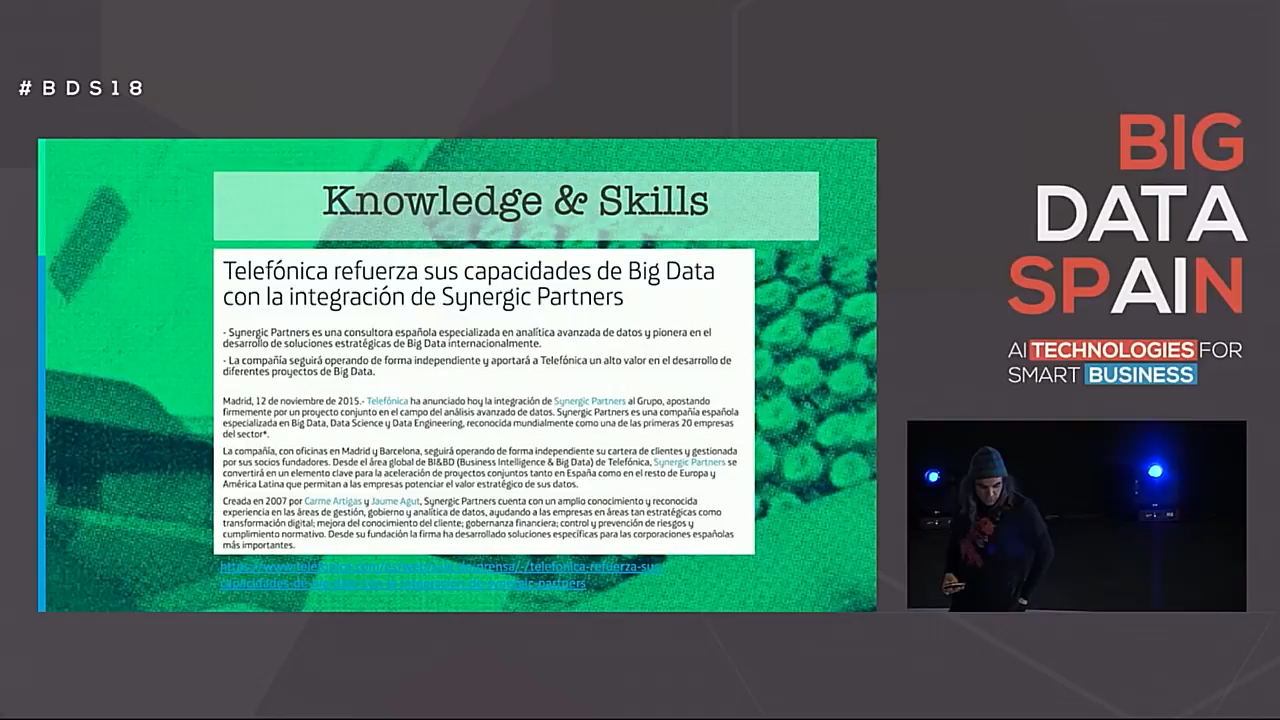 #BDS18
Knowledge & Skills
Telefónica refuerza sus capacidades de Big Data
con la integración de Synergic Partners
- Synergic Partners es una consultora española especializada en analítica avanzada de datos y pionera en el
desarrollo de soluciones estratégicas de Big Data internacionalmente.
- La compañía seguirá operando de forma independiente y aportará a Telefónica un alto valor en el desarrollo de
diferentes proyectos de Big Data.
Madrid, 12 de noviembre de 2015.- Telefónica ha anunciado hoy la integración de Synergic Partners al Grupo, apostando
firmemente por un proyecto conjunto en el campo del análisis avanzado de datos. Synergic Partners es una compañía española
especializada en Big Data, Data Science y Data Engineering, reconocida mundialmente como una de las primeras 20 empresas
del sector*.
La compañía, con oficinas en Madrid y Barcelona, seguirá operando de forma independiente su cartera de clientes y gestionada
por sus socios fundadores. Desde el área global de BI&BD (Business Intelligence & Big Data) de Telefónica, Synergic Partners se
convertirá en un elemento clave para la aceleración de proyectos conjuntos tanto en España como en el resto de Europa y
América Latina que permitan a las empresas potenciar el valor estratégico de sus datos.
Creada en 2007 por Carme Artigas y Jaume Agut, Synergic Partners cuenta con un amplio conocimiento y reconocida
experiencia en las áreas de gestión, gobierno y analítica de datos, ayudando a las empresas en áreas tan estratégicas como
transformación digital; mejora del conocimiento del cliente; gobernanza financiera; control y prevención de riesgos y
cumplimiento normativo. Desde su fundación la firma ha desarrollado soluciones específicas para las corporaciones españolas
más importantes.
/telefonica-refuerza-sus-
capacidades-de-big-data-con-la-integracion-de-synergic-partners
BIG
DATA
SPAIN
AI TECHNOLOGIES FOR
SMART BUSINESS